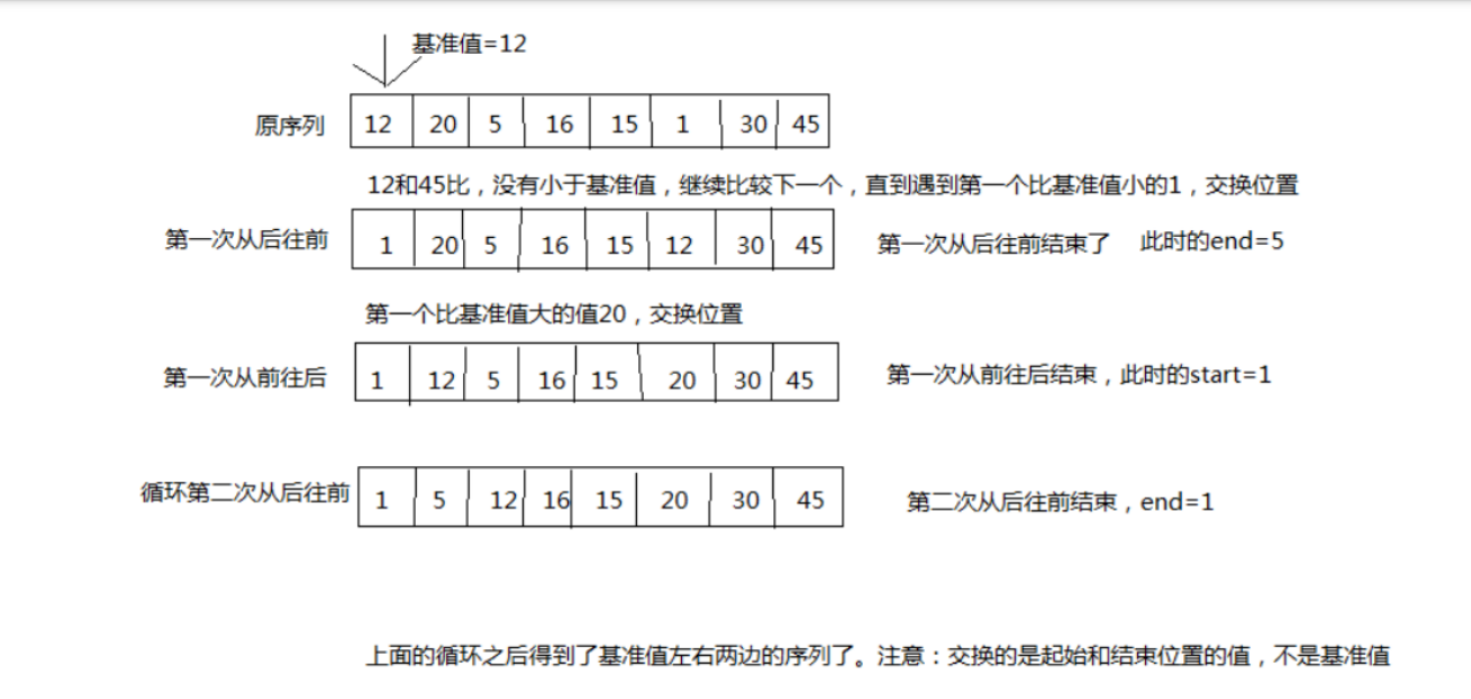 基准值=12
原序列 12 20 5 16 15 1 30 45
12和45比，没有小于基准值，继续比较下一个，直到遇到第一个比基准值小的1，交换位置
第一次从后往前 1 20 5 16 15 12 30 45 第一次从后往前结束了 此时的end=5
第一个比基准值大的值20，交换位置
第一次从前往后 1 12 5 16 15 20 30 45 第一次从前往后结束，此时的start=1
循环第二次从后往前 1 5 12 16 15 20 30 45 第二次从后往前结束，end=1
上面的循环之后得到了基准值左右两边的序列了。注意：交换的是起始和结束位置的值，不是基准值